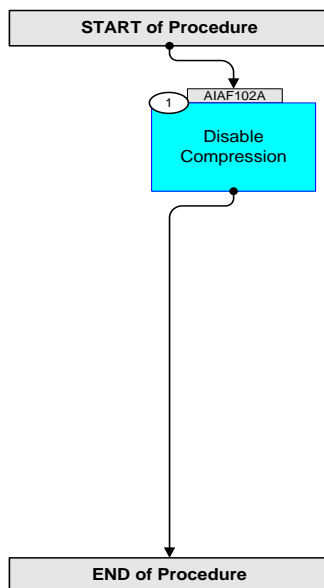 START of Procedure
AIAF102A
1
Disable
Compression
END of Procedure